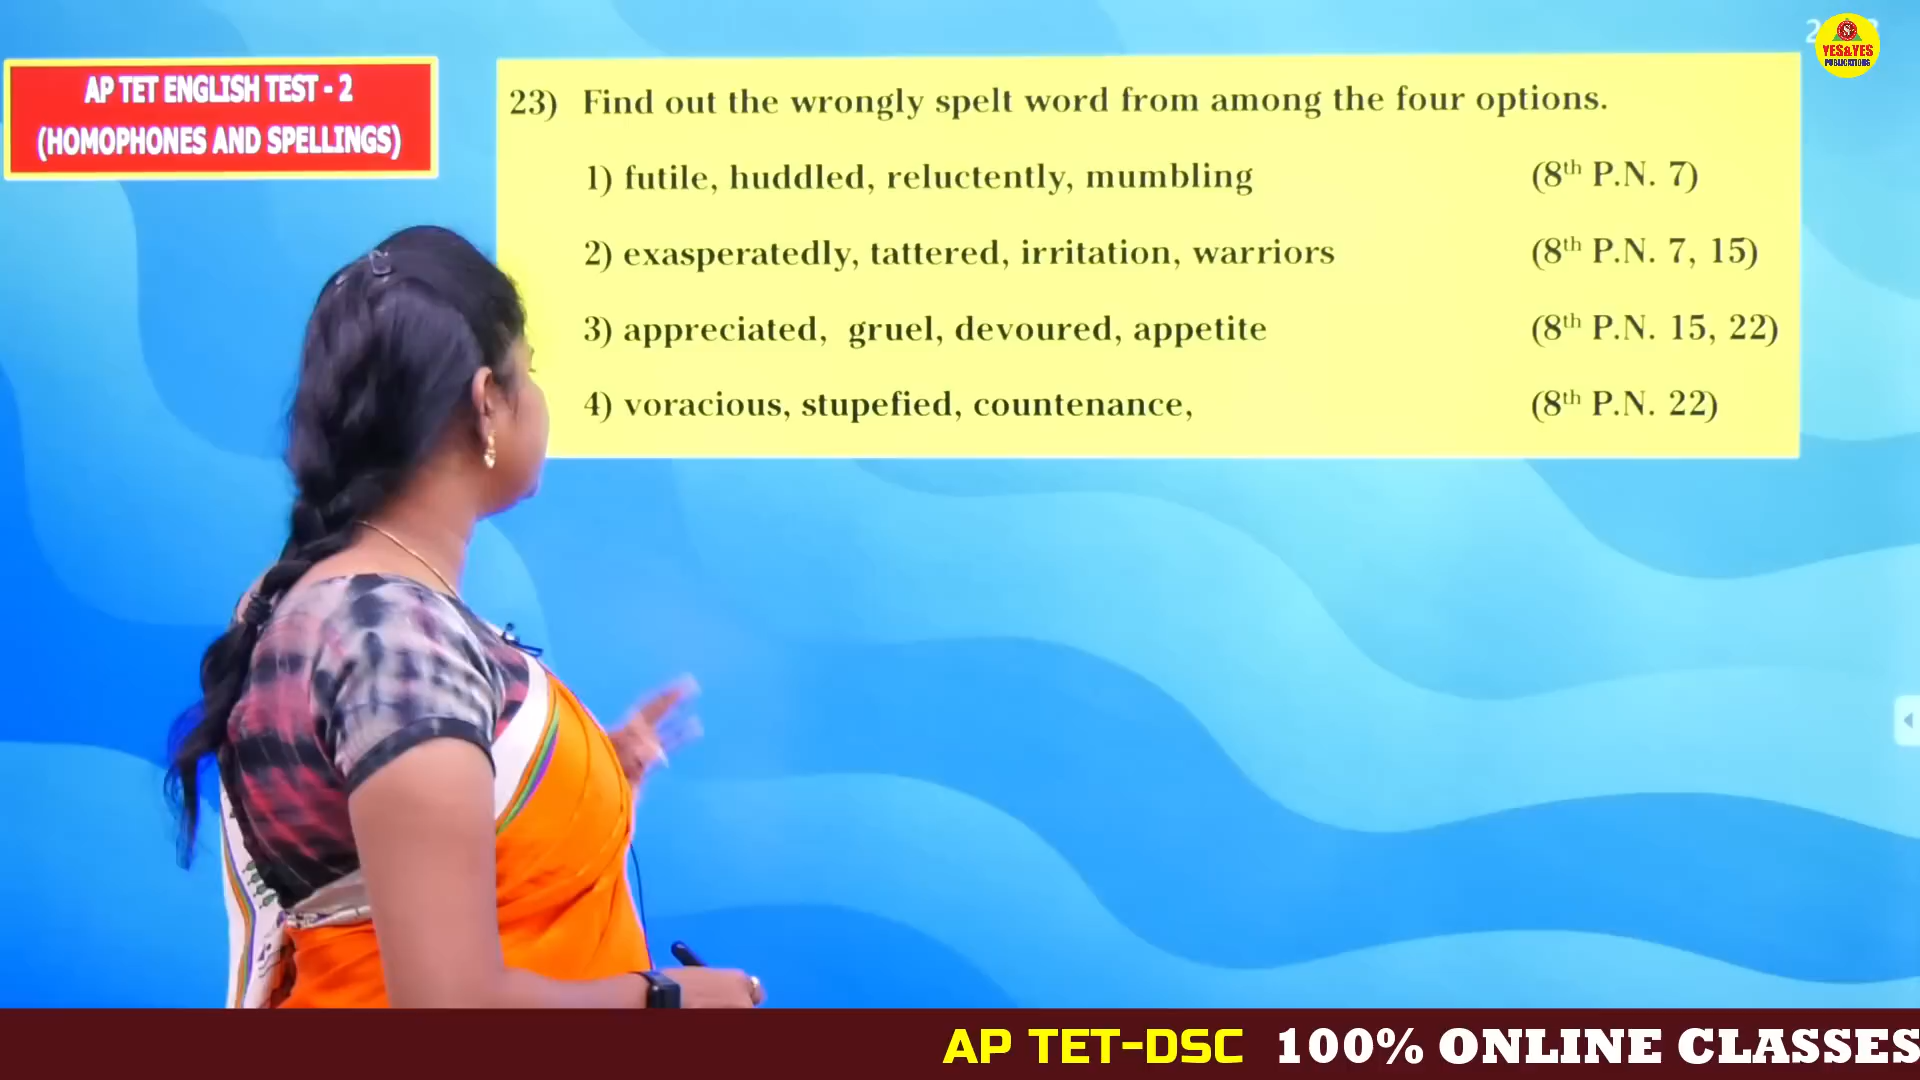 AP TET ENGLISH TEST - 2
(HOMOPHONES AND SPELLINGS)
YES&YES
PUBLICATIONS
23) Find out the wrongly spelt word from among the four options.
1) futile, huddled, reluctently, mumbling (8th P.N. 7)
2) exasperatedly, tattered, irritation, warriors (8th P.N. 7, 15)
3) appreciated, gruel, devoured, appetite (8th P.N. 15, 22)
4) voracious, stupefied, countenance, (8th P.N. 22)
AP TET-DSC 100% ONLINE CLASSES